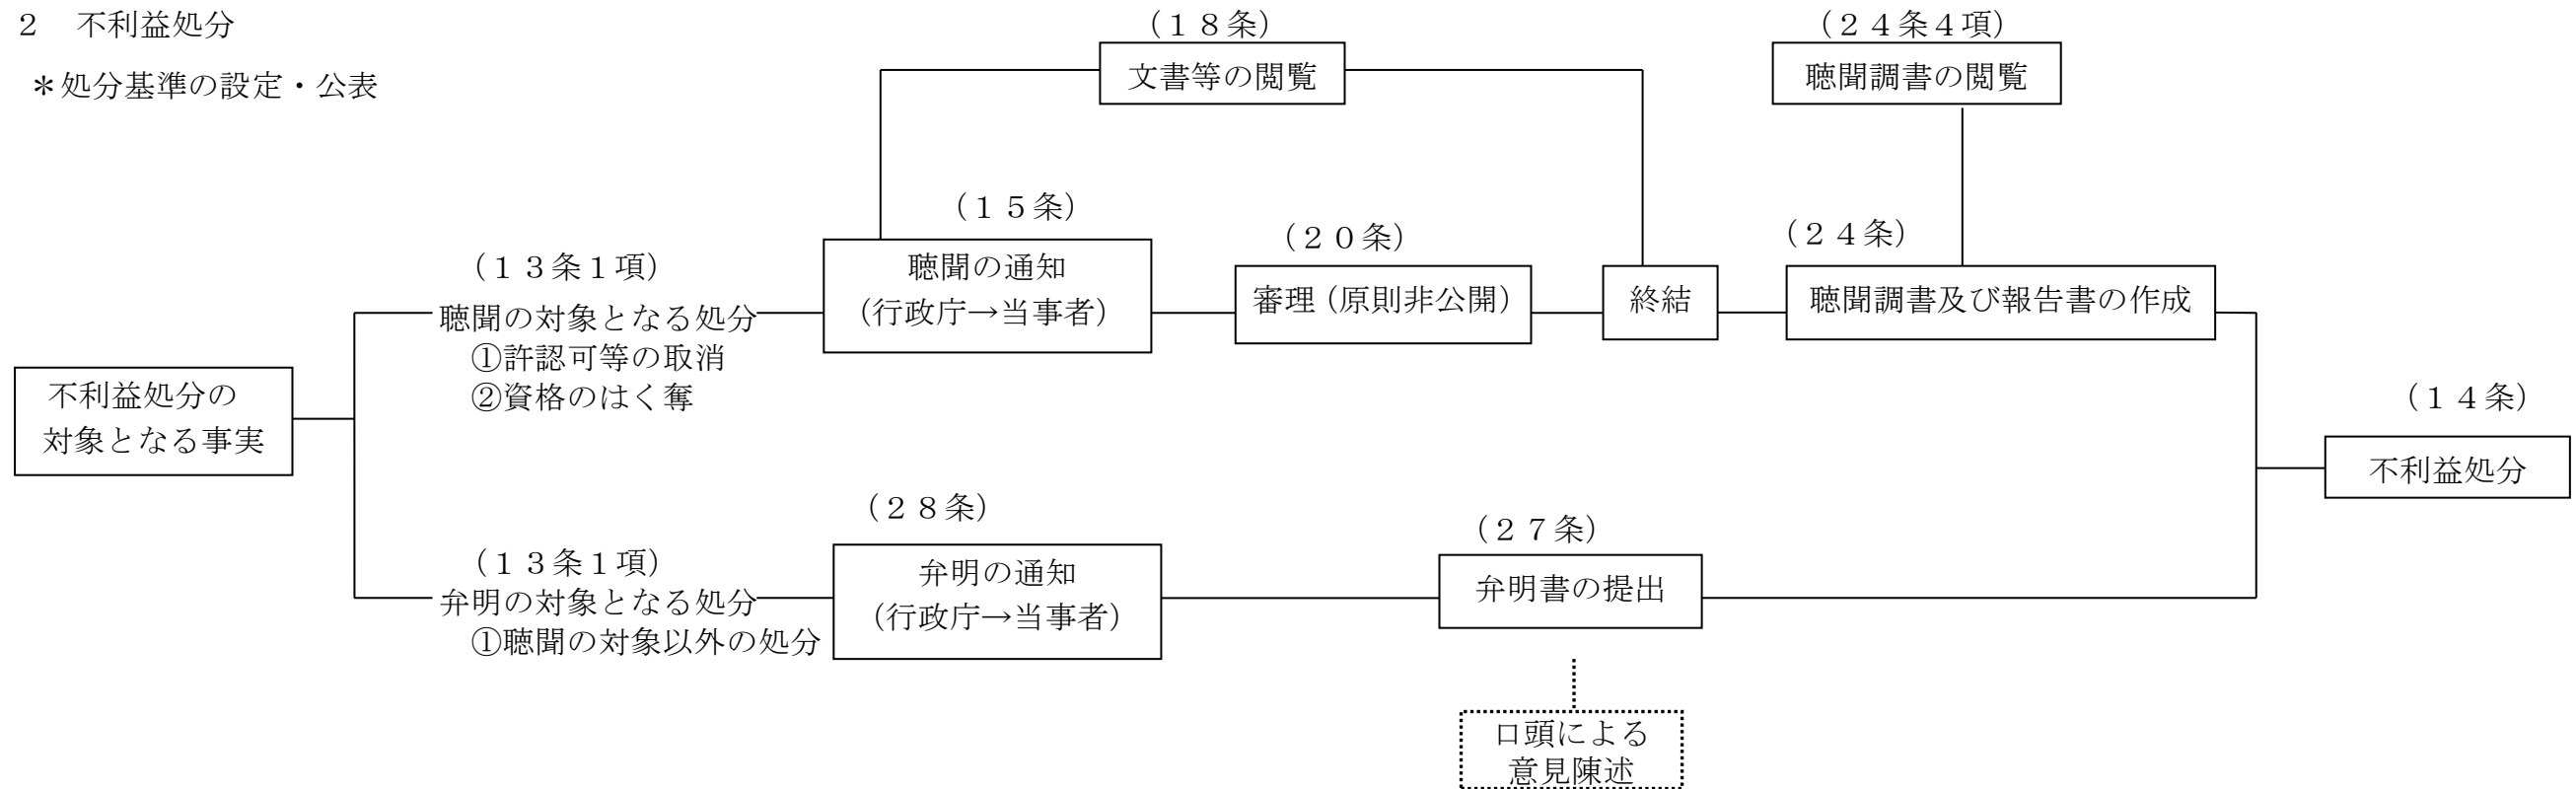 ２　不利益処分
＊処分基準の設定・公表
（１８条）
文書等の閲覧
（２４条４項）
聴聞調書の閲覧
（１３条１項）
聴聞の対象となる処分
①許認可等の取消
②資格のはく奪
（１５条）
聴聞の通知
（行政庁→当事者）
（２０条）
審理（原則非公開）
終結
（２４条）
聴聞調書及び報告書の作成
不利益処分の
対象となる事実
（１４条）
不利益処分
（１３条１項）
弁明の対象となる処分
①聴聞の対象以外の処分
（２８条）
弁明の通知
（行政庁→当事者）
（２７条）
弁明書の提出
口頭による
意見陳述